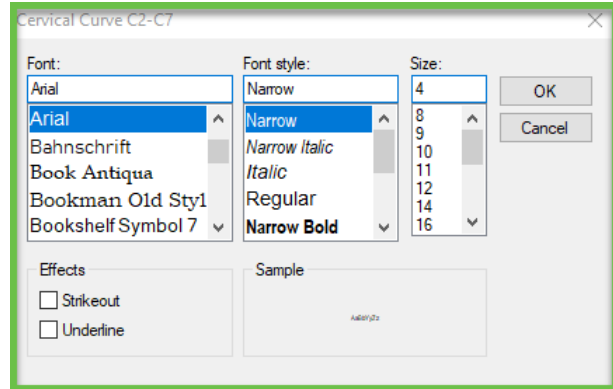 Cervical Curve C2-C7
Font:
Arial
Arial
Bahnschrift
Book Antiqua
Bookman Old Styl
Bookshelf Symbol 7
Font style:
Narrow
Narrow
Narrow Italic
Italic
Regular
Narrow Bold
Size:
4
8
9
10
11
12
14
16
OK
Cancel
Effects
Strikeout
Underline
Sample
AaBbYyZz